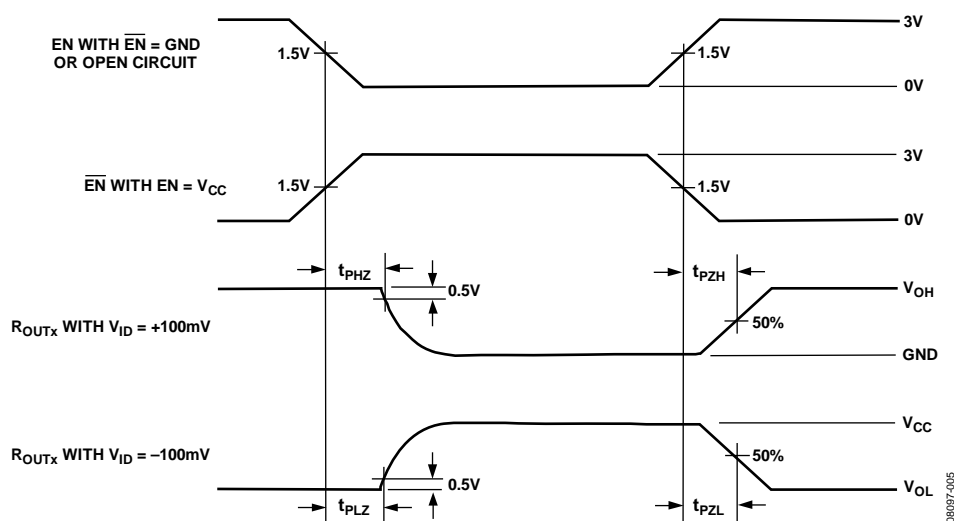 EN WITH E̅N̅ = GND
OR OPEN CIRCUIT
1.5V
1.5V
3V
0V
E̅N̅ WITH EN = VCC
1.5V
1.5V
3V
0V
tPHZ
0.5V
tPZH
ROUTx WITH VID = +100mV
50%
VOH
GND
ROUTx WITH VID = –100mV
0.5V
tPLZ
50%
tPZL
VCC
VOL
08097-005